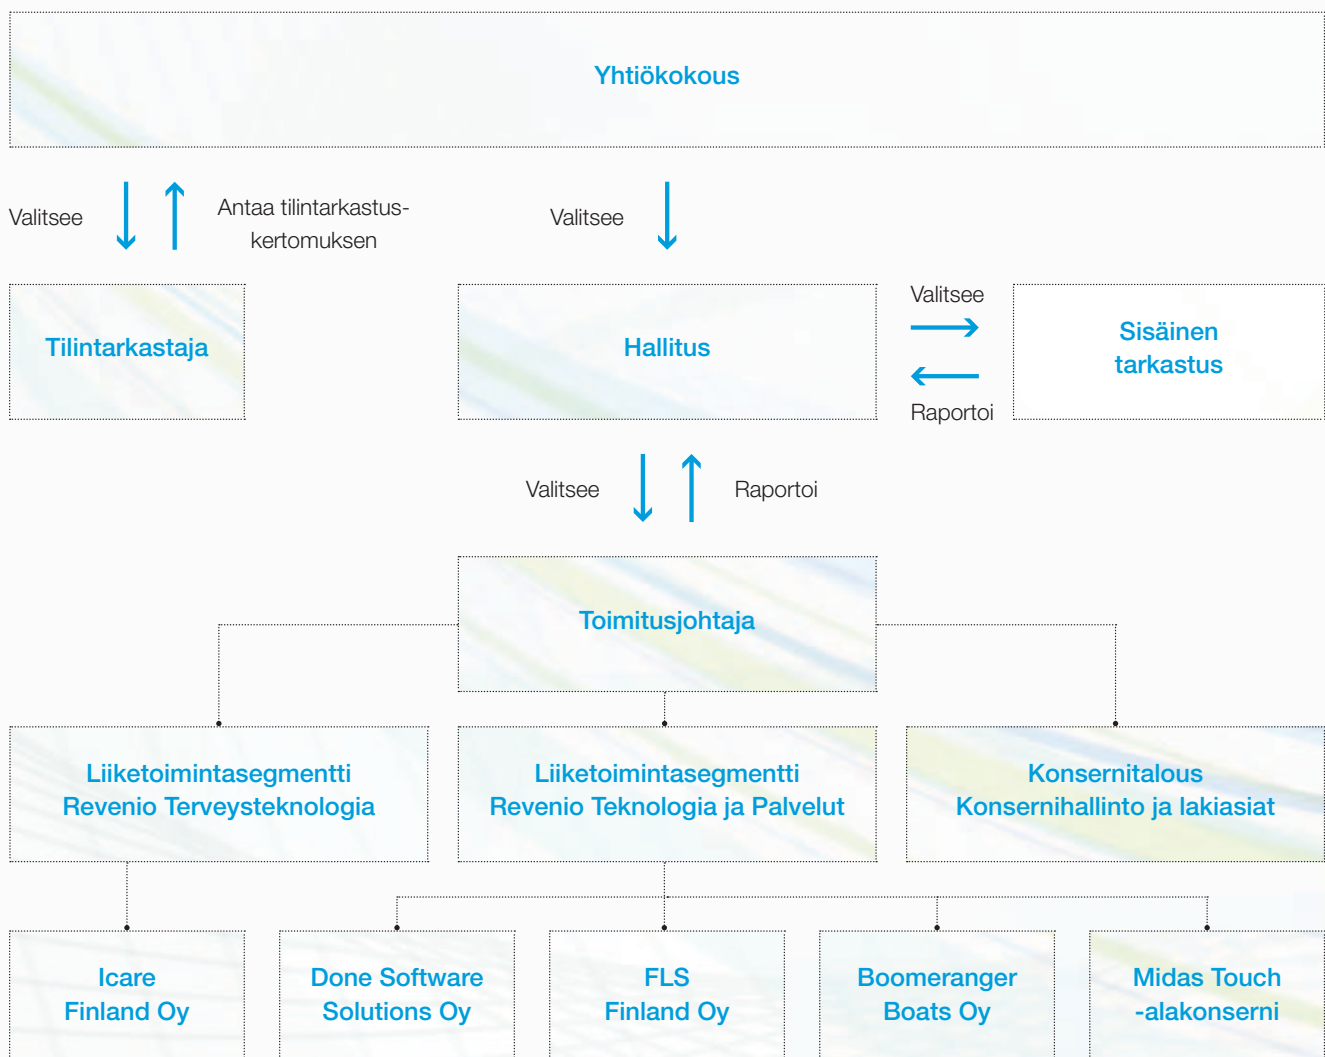 Yhtiökokous
Valitsee
Antaa tilintarkastus-
kertomuksen
Valitsee
Tilintarkastaja
Hallitus
Valitsee
Raportoi
Sisäinen
tarkastus
Valitsee
Raportoi
Toimitusjohtaja
Liiketoimintasegmentti
Revenio Terveysteknologia
Liiketoimintasegmentti
Revenio Teknologia ja Palvelut
Konsernitalous
Konsernihallinto ja lakiasiat
Icare
Finland Oy
Done Software
Solutions Oy
FLS
Finland Oy
Boomeranger
Boats Oy
Midas Touch
-alakonserni